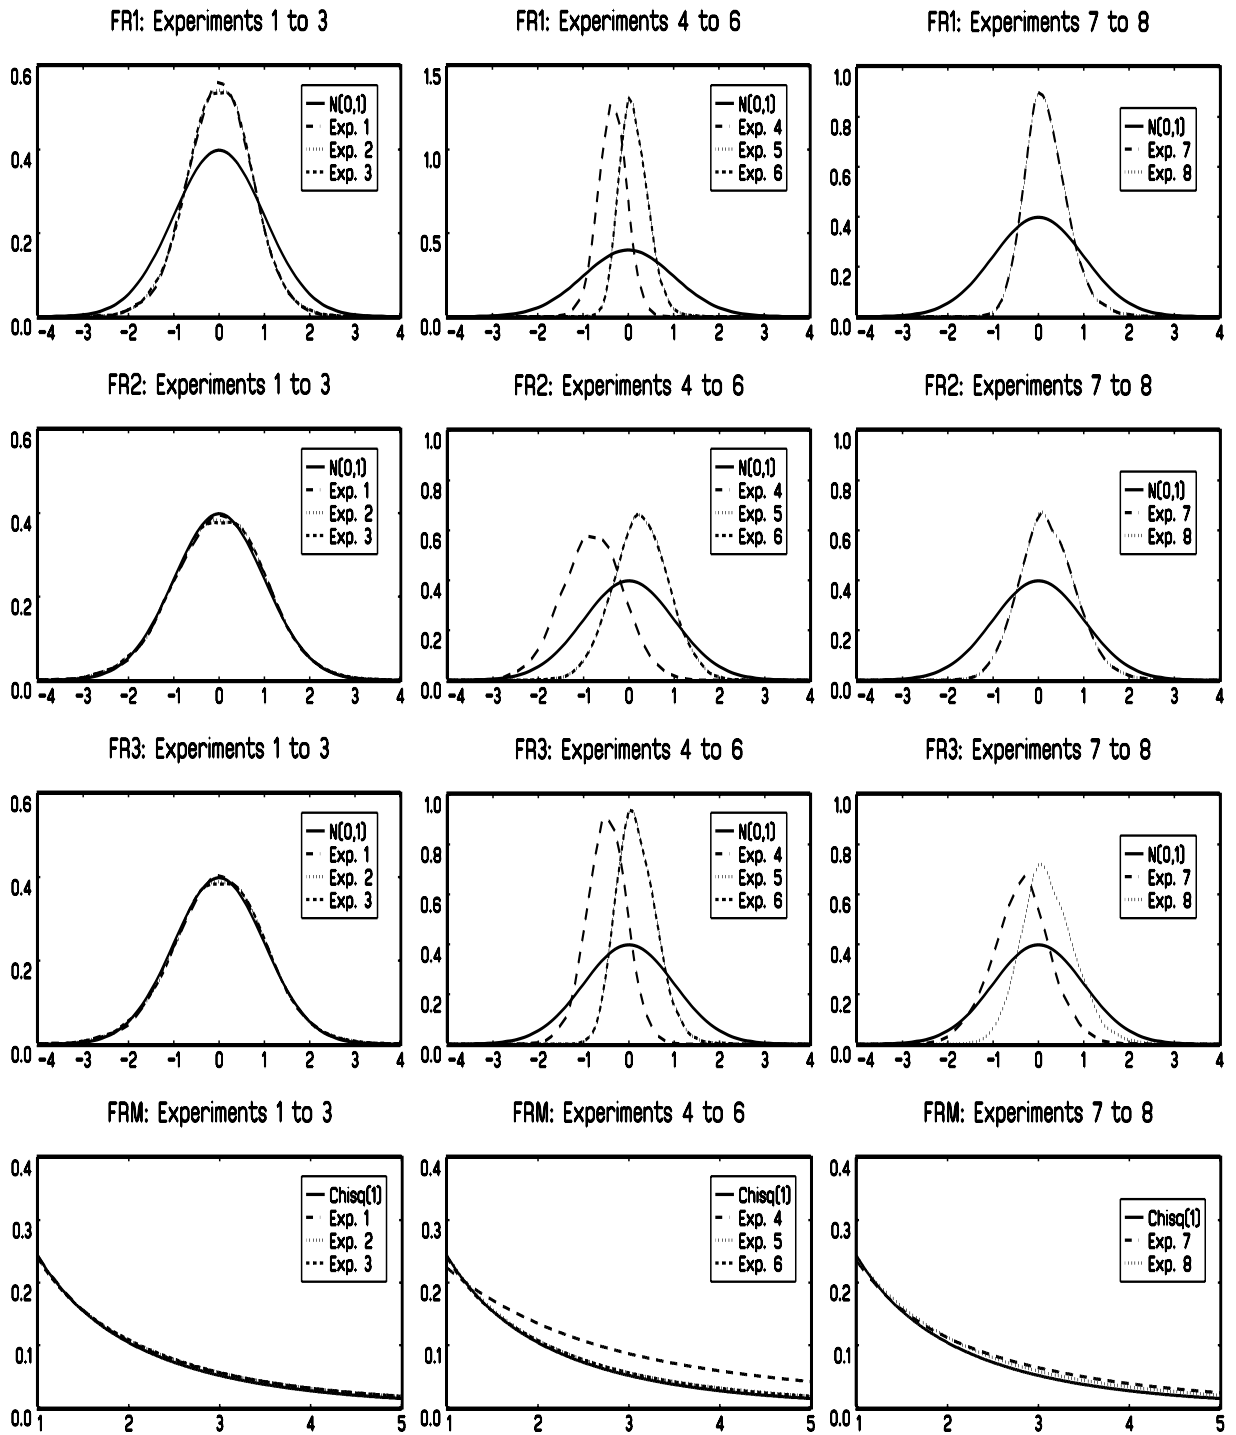 FR1: Experiments 1 to 3
FR1: Experiments 4 to 6
FR1: Experiments 7 to 8
0.6
0.4
0.2
0.0
-4 -3 -2 -1 0 1 2 3 4
N(0,1)
Exp. 1
Exp. 2
Exp. 3
1.5
1.0
0.5
0.0
-4 -3 -2 -1 0 1 2 3 4
N(0,1)
Exp. 4
Exp. 5
Exp. 6
1.0
0.8
0.6
0.4
0.2
0.0
-4 -3 -2 -1 0 1 2 3 4
N(0,1)
Exp. 7
Exp. 8
FR2: Experiments 1 to 3
FR2: Experiments 4 to 6
FR2: Experiments 7 to 8
0.6
0.4
0.2
0.0
-4 -3 -2 -1 0 1 2 3 4
N(0,1)
Exp. 1
Exp. 2
Exp. 3
1.0
0.8
0.6
0.4
0.2
0.0
-4 -3 -2 -1 0 1 2 3 4
N(0,1)
Exp. 4
Exp. 5
Exp. 6
1.0
0.8
0.6
0.4
0.2
0.0
-4 -3 -2 -1 0 1 2 3 4
N(0,1)
Exp. 7
Exp. 8
FR3: Experiments 1 to 3
FR3: Experiments 4 to 6
FR3: Experiments 7 to 8
0.6
0.4
0.2
0.0
-4 -3 -2 -1 0 1 2 3 4
N(0,1)
Exp. 1
Exp. 2
Exp. 3
1.0
0.8
0.6
0.4
0.2
0.0
-4 -3 -2 -1 0 1 2 3 4
N(0,1)
Exp. 4
Exp. 5
Exp. 6
1.0
0.8
0.6
0.4
0.2
0.0
-4 -3 -2 -1 0 1 2 3 4
N(0,1)
Exp. 7
Exp. 8
FRM: Experiments 1 to 3
FRM: Experiments 4 to 6
FRM: Experiments 7 to 8
0.4
0.3
0.2
0.1
0.0
1 2 3 4 5
Chisq(1)
Exp. 1
Exp. 2
Exp. 3
0.4
0.3
0.2
0.1
0.0
1 2 3 4 5
Chisq(1)
Exp. 4
Exp. 5
Exp. 6
0.4
0.3
0.2
0.1
0.0
1 2 3 4 5
Chisq(1)
Exp. 7
Exp. 8